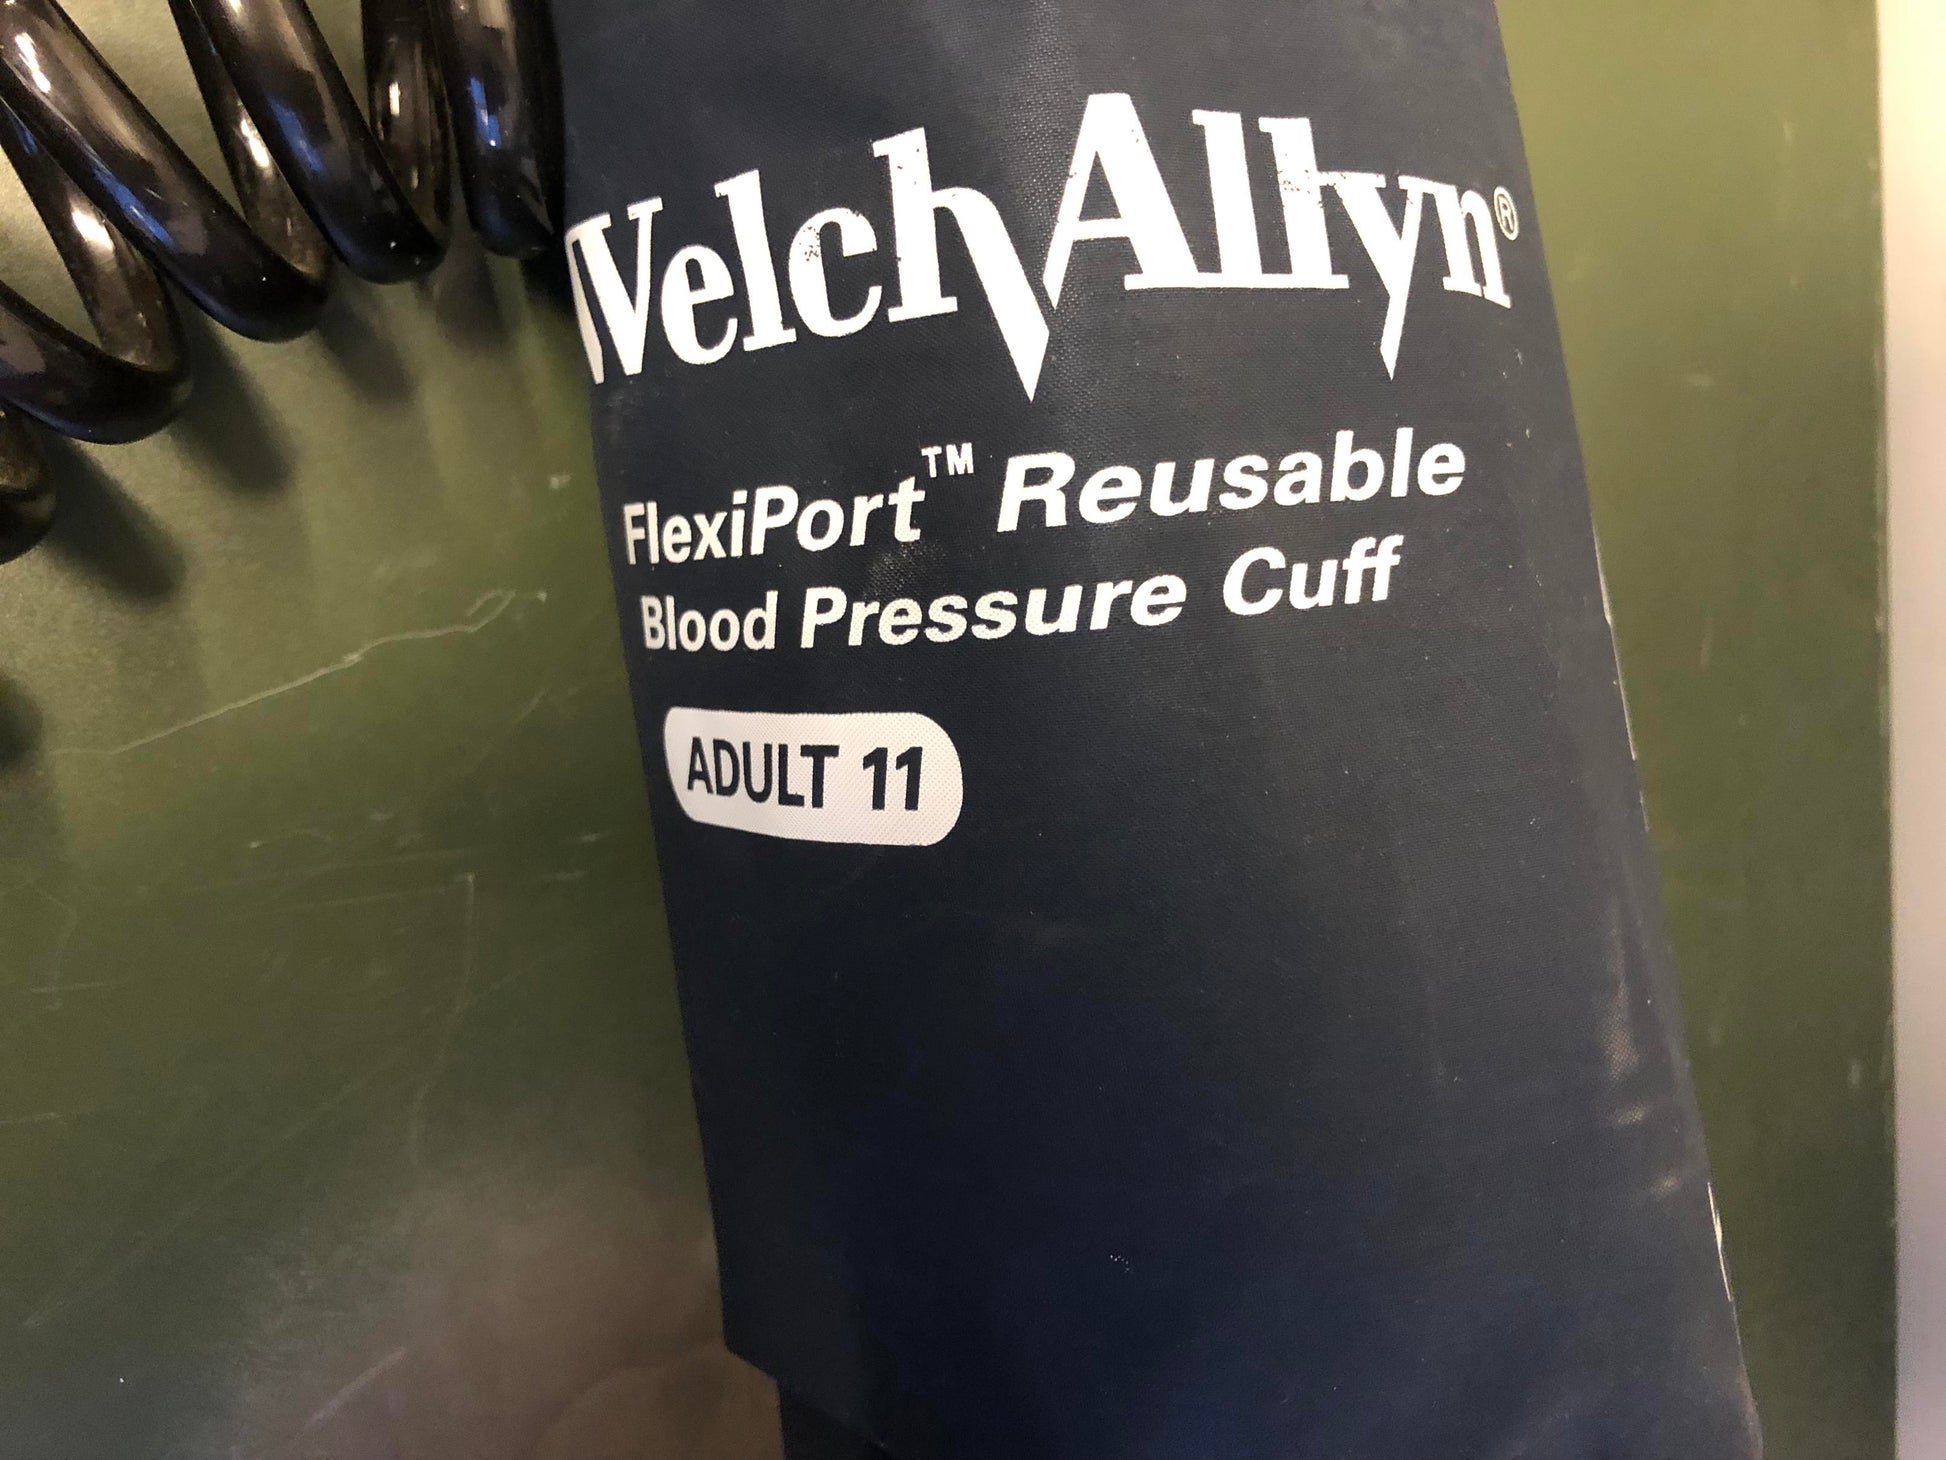 WelchAllyn®
FlexiPort™ Reusable
Blood Pressure Cuff
ADULT 11